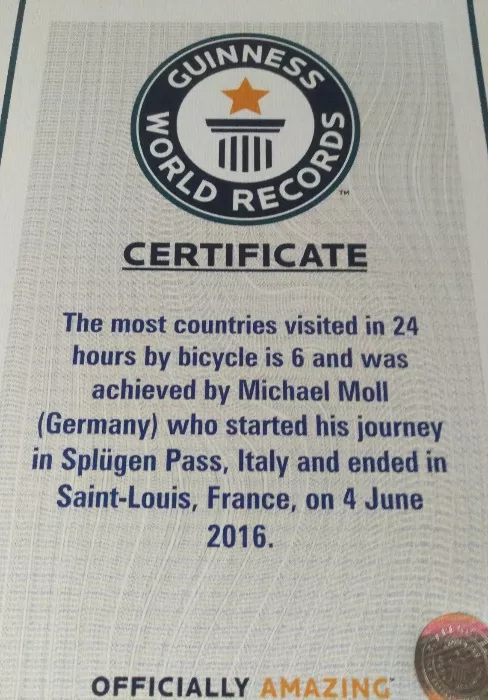 GUINNESS
WORLD RECORDS
™
CERTIFICATE
The most countries visited in 24
hours by bicycle is 6 and was
achieved by Michael Moll
(Germany) who started his journey
in Splügen Pass, Italy and ended in
Saint-Louis, France, on 4 June
2016.
OFFICIALLY AMAZING™